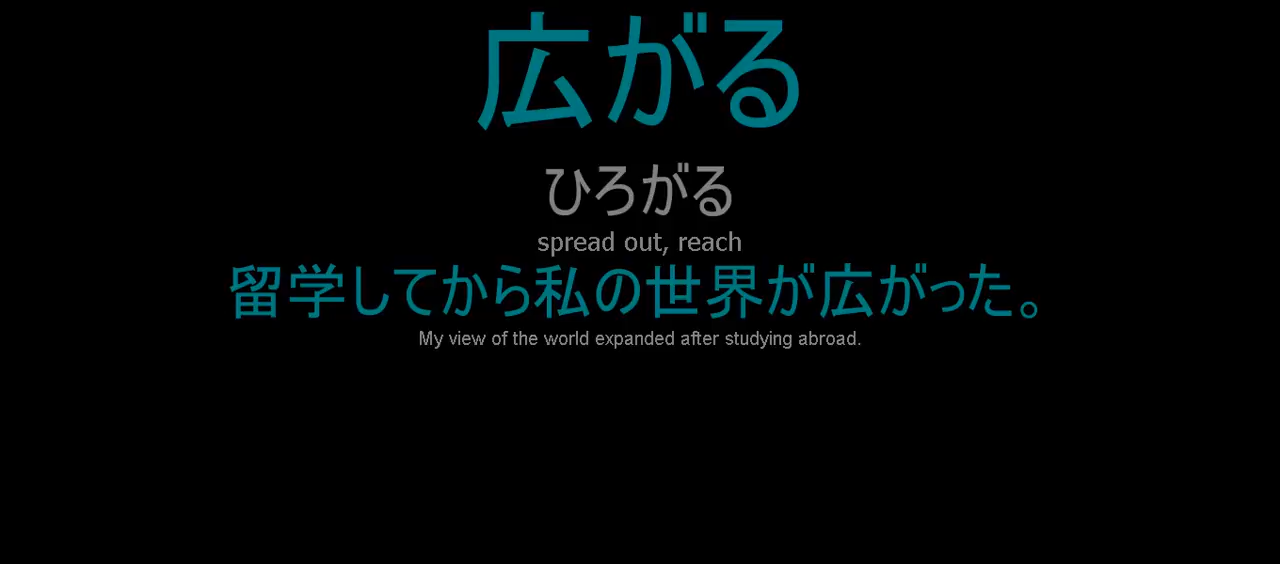 広がる
ひろがる
spread out, reach
留学してから私の世界が広がった。
My view of the world expanded after studying abroad.